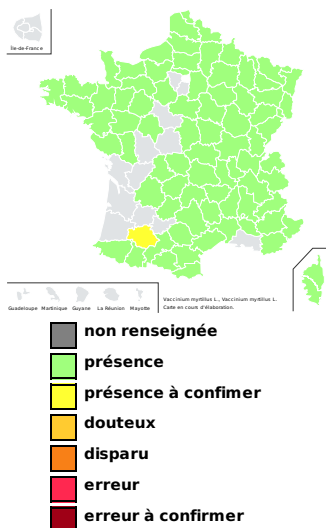 Île-de-France
Guadeloupe Martinique Guyane La Réunion Mayotte
Vaccinium myrtillus L., Vaccinium myrtillus L.
Carte en cours d'élaboration.
non renseignée
présence
présence à confimer
douteux
disparu
erreur
erreur à confirmer